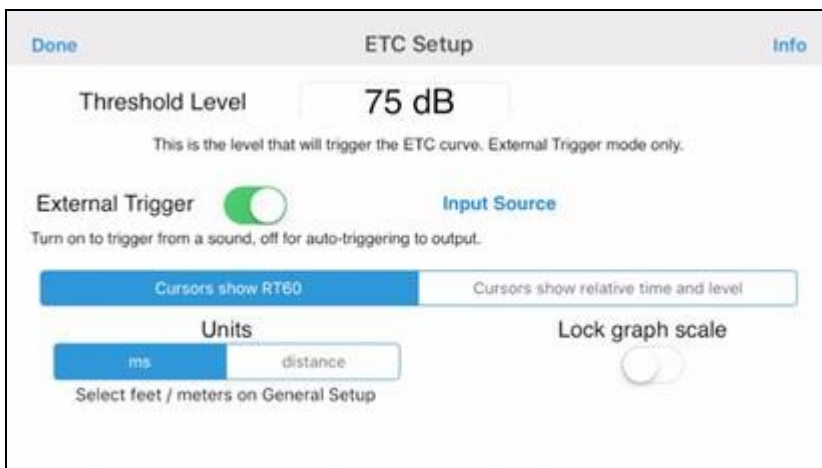 Done ETC Setup Info
Threshold Level 75 dB
This is the level that will trigger the ETC curve. External Trigger mode only.
External Trigger Input Source
Turn on to trigger from a sound, off for auto-triggering to output.
Cursors show RT60 Cursors show relative time and level
Units Lock graph scale
ms distance
Select feet / meters on General Setup